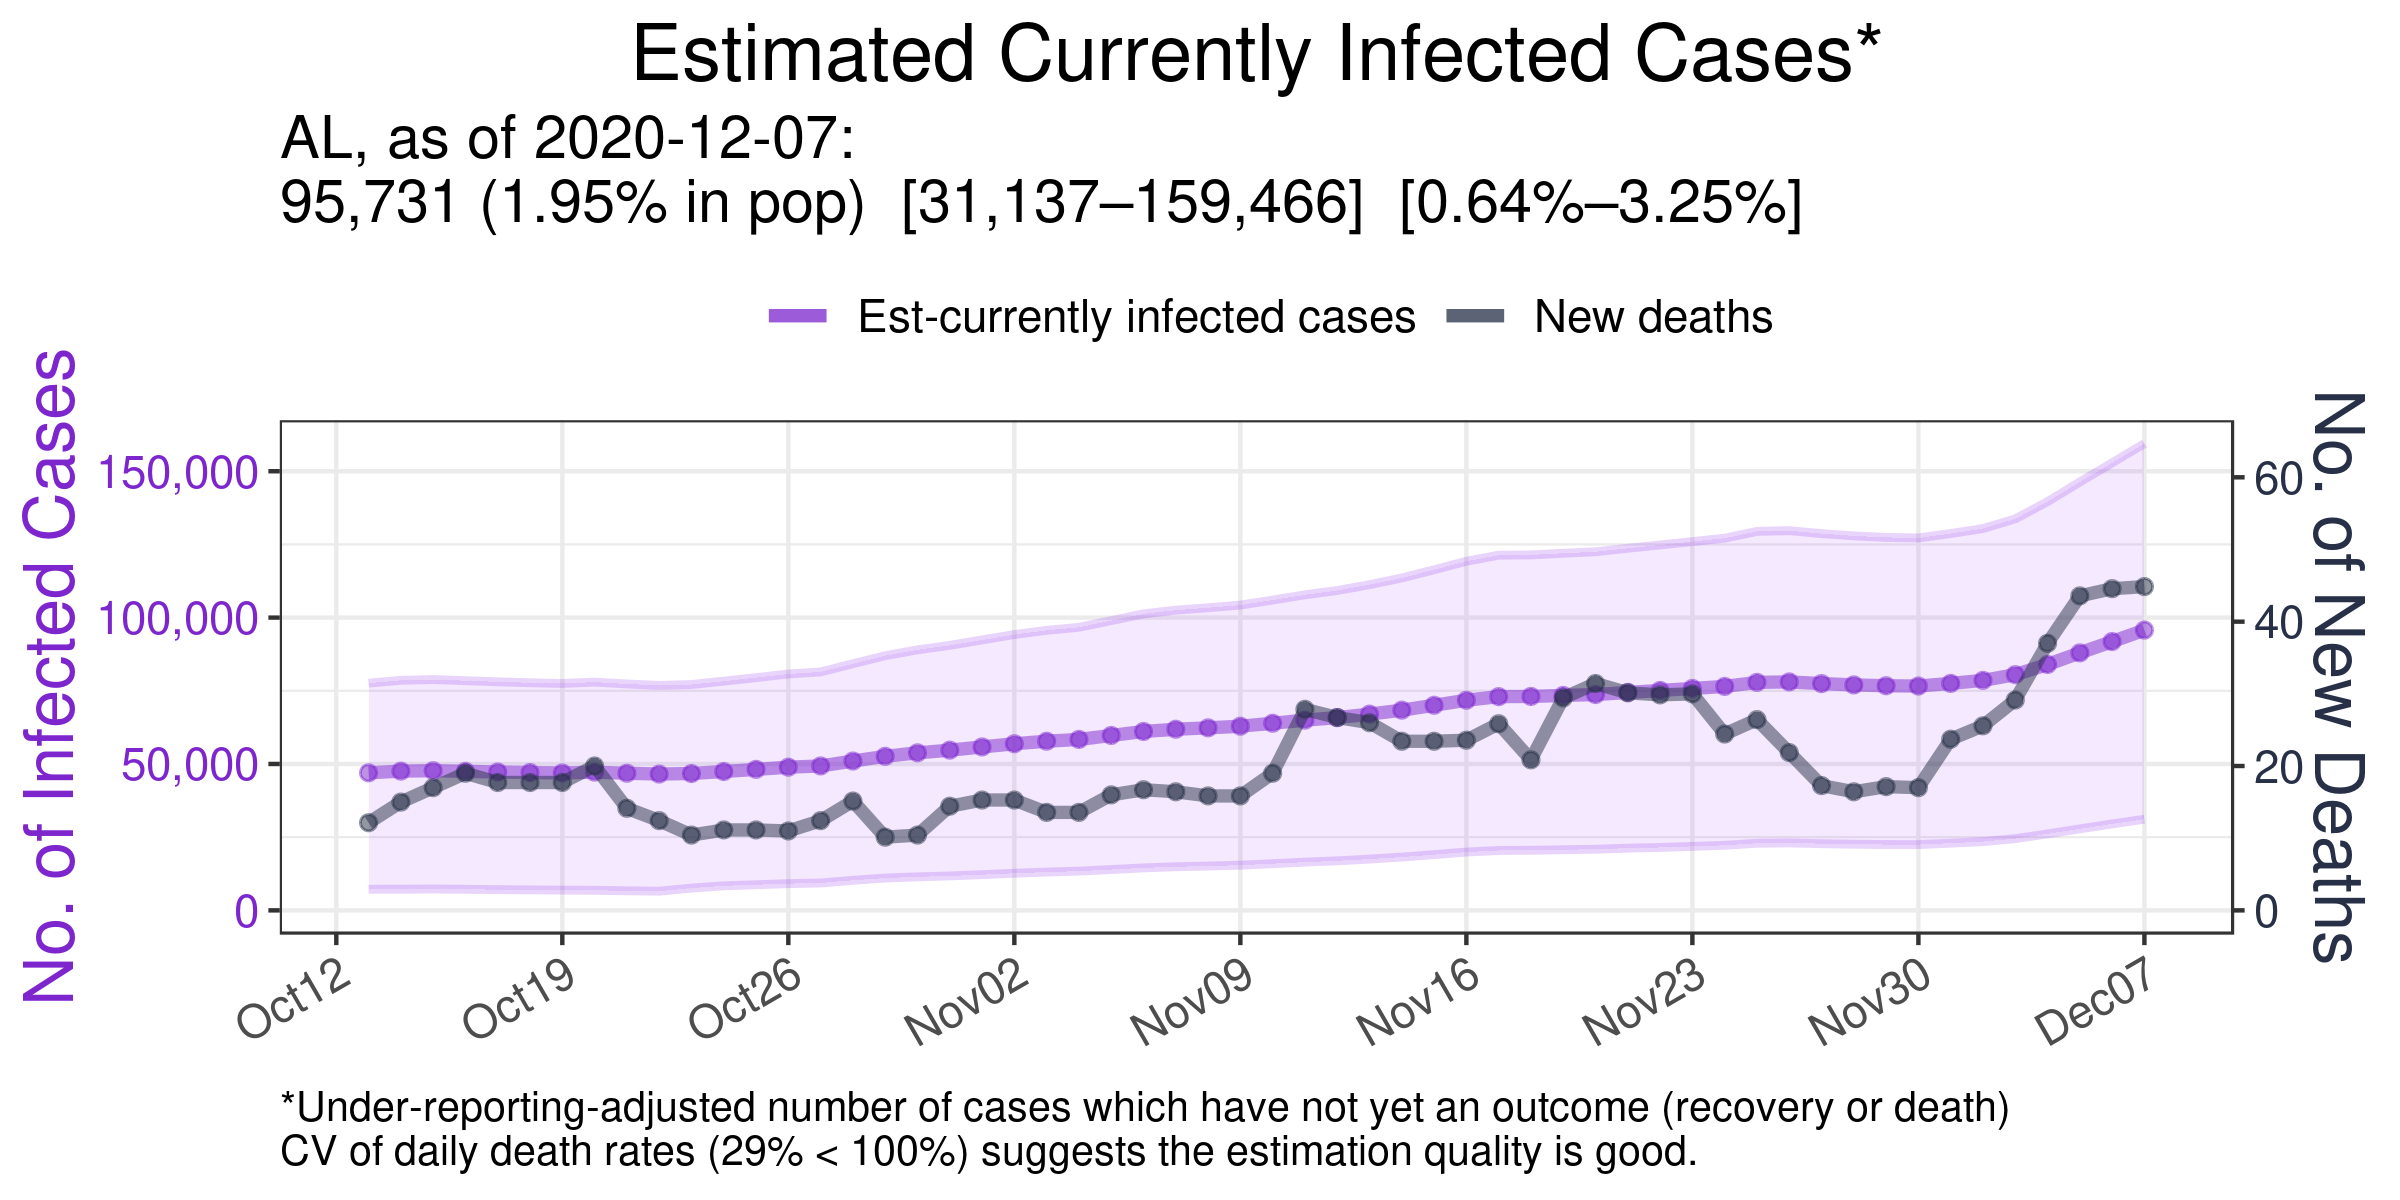 Estimated Currently Infected Cases*
AL, as of 2020-12-07:
95,731 (1.95% in pop)  [31,137–159,466]  [0.64%–3.25%]
Est-currently infected cases
New deaths
No. of Infected Cases
150,000
100,000
50,000
0
60
40
20
0
No. of New Deaths
Oct12
Oct19
Oct26
Nov02
Nov09
Nov16
Nov23
Nov30
Dec07
*Under-reporting-adjusted number of cases which have not yet an outcome (recovery or death)
CV of daily death rates (29% < 100%) suggests the estimation quality is good.